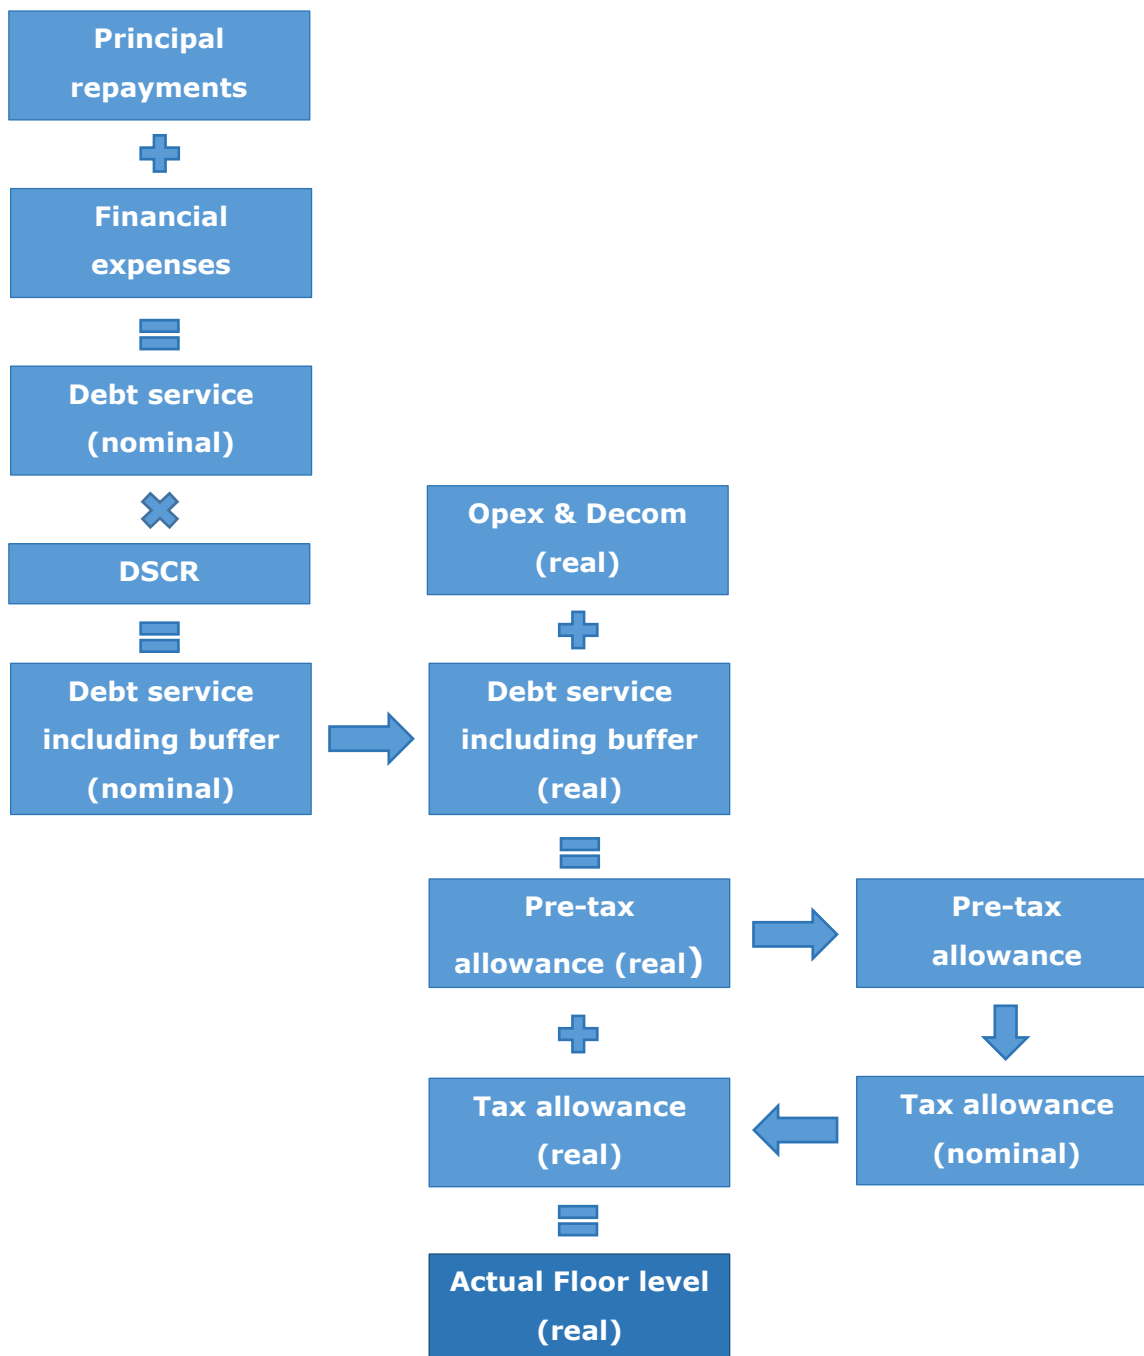 Principal
repayments
Financial
expenses
Debt service
(nominal)
DSCR
Debt service
including buffer
(nominal)
Opex & Decom
(real)
Debt service
including buffer
(real)
Pre-tax
allowance (real)
Pre-tax
allowance
Tax allowance
(nominal)
Tax allowance
(real)
Actual Floor level
(real)